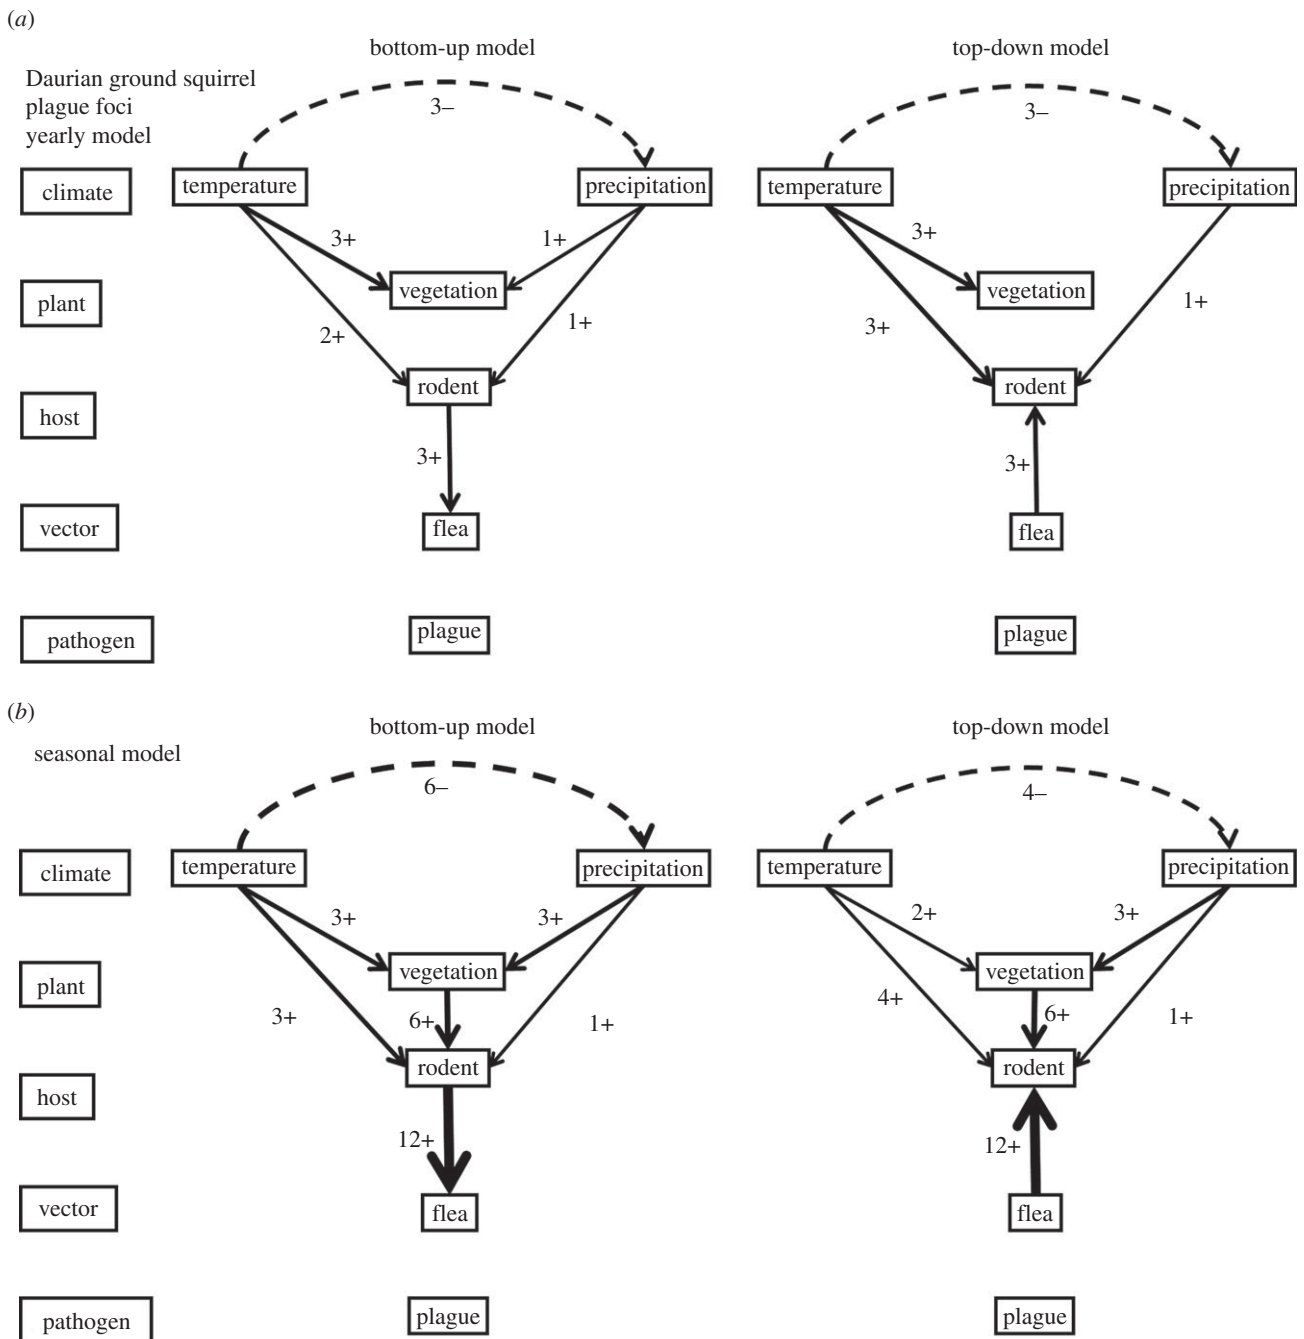 (a)
bottom-up model
top-down model
Daurian ground squirrel
plague foci
yearly model
3–
3–
climate
temperature
precipitation
temperature
precipitation
3+
1+
3+
plant
vegetation
vegetation
2+
1+
3+
1+
host
rodent
rodent
3+
3+
vector
flea
flea
pathogen
plague
plague
(b)
bottom-up model
top-down model
seasonal model
6–
4–
climate
temperature
precipitation
temperature
precipitation
3+
3+
2+
3+
plant
vegetation
vegetation
3+
6+
1+
4+
6+
1+
host
rodent
rodent
12+
12+
vector
flea
flea
pathogen
plague
plague